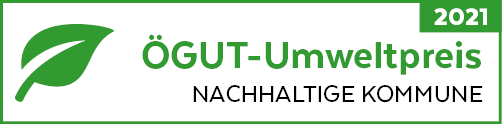 2021
ÖGUT-Umweltpreis
NACHHALTIGE KOMMUNE